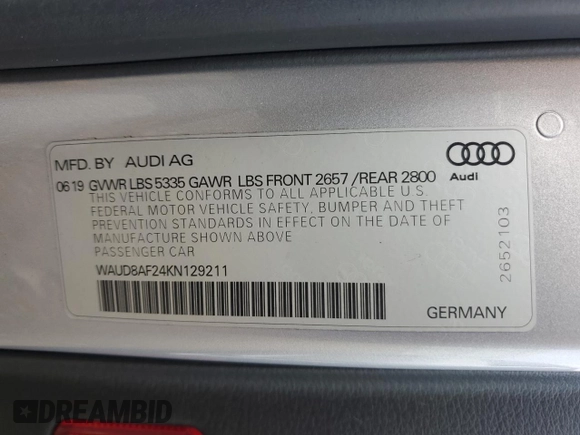 MFD. BY AUDI AG
Audi
0619 GVWR LBS 5335 GAWR LBS FRONT 2657 / REAR 2800
THIS VEHICLE CONFORMS TO ALL APPLICABLE U.S.
FEDERAL MOTOR VEHICLE SAFETY, BUMPER AND THEFT
PREVENTION STANDARDS IN EFFECT ON THE DATE OF
MANUFACTURE SHOWN ABOVE
PASSENGER CAR
WAUD8AF24KN129211
2652103
GERMANY
DREAMBID